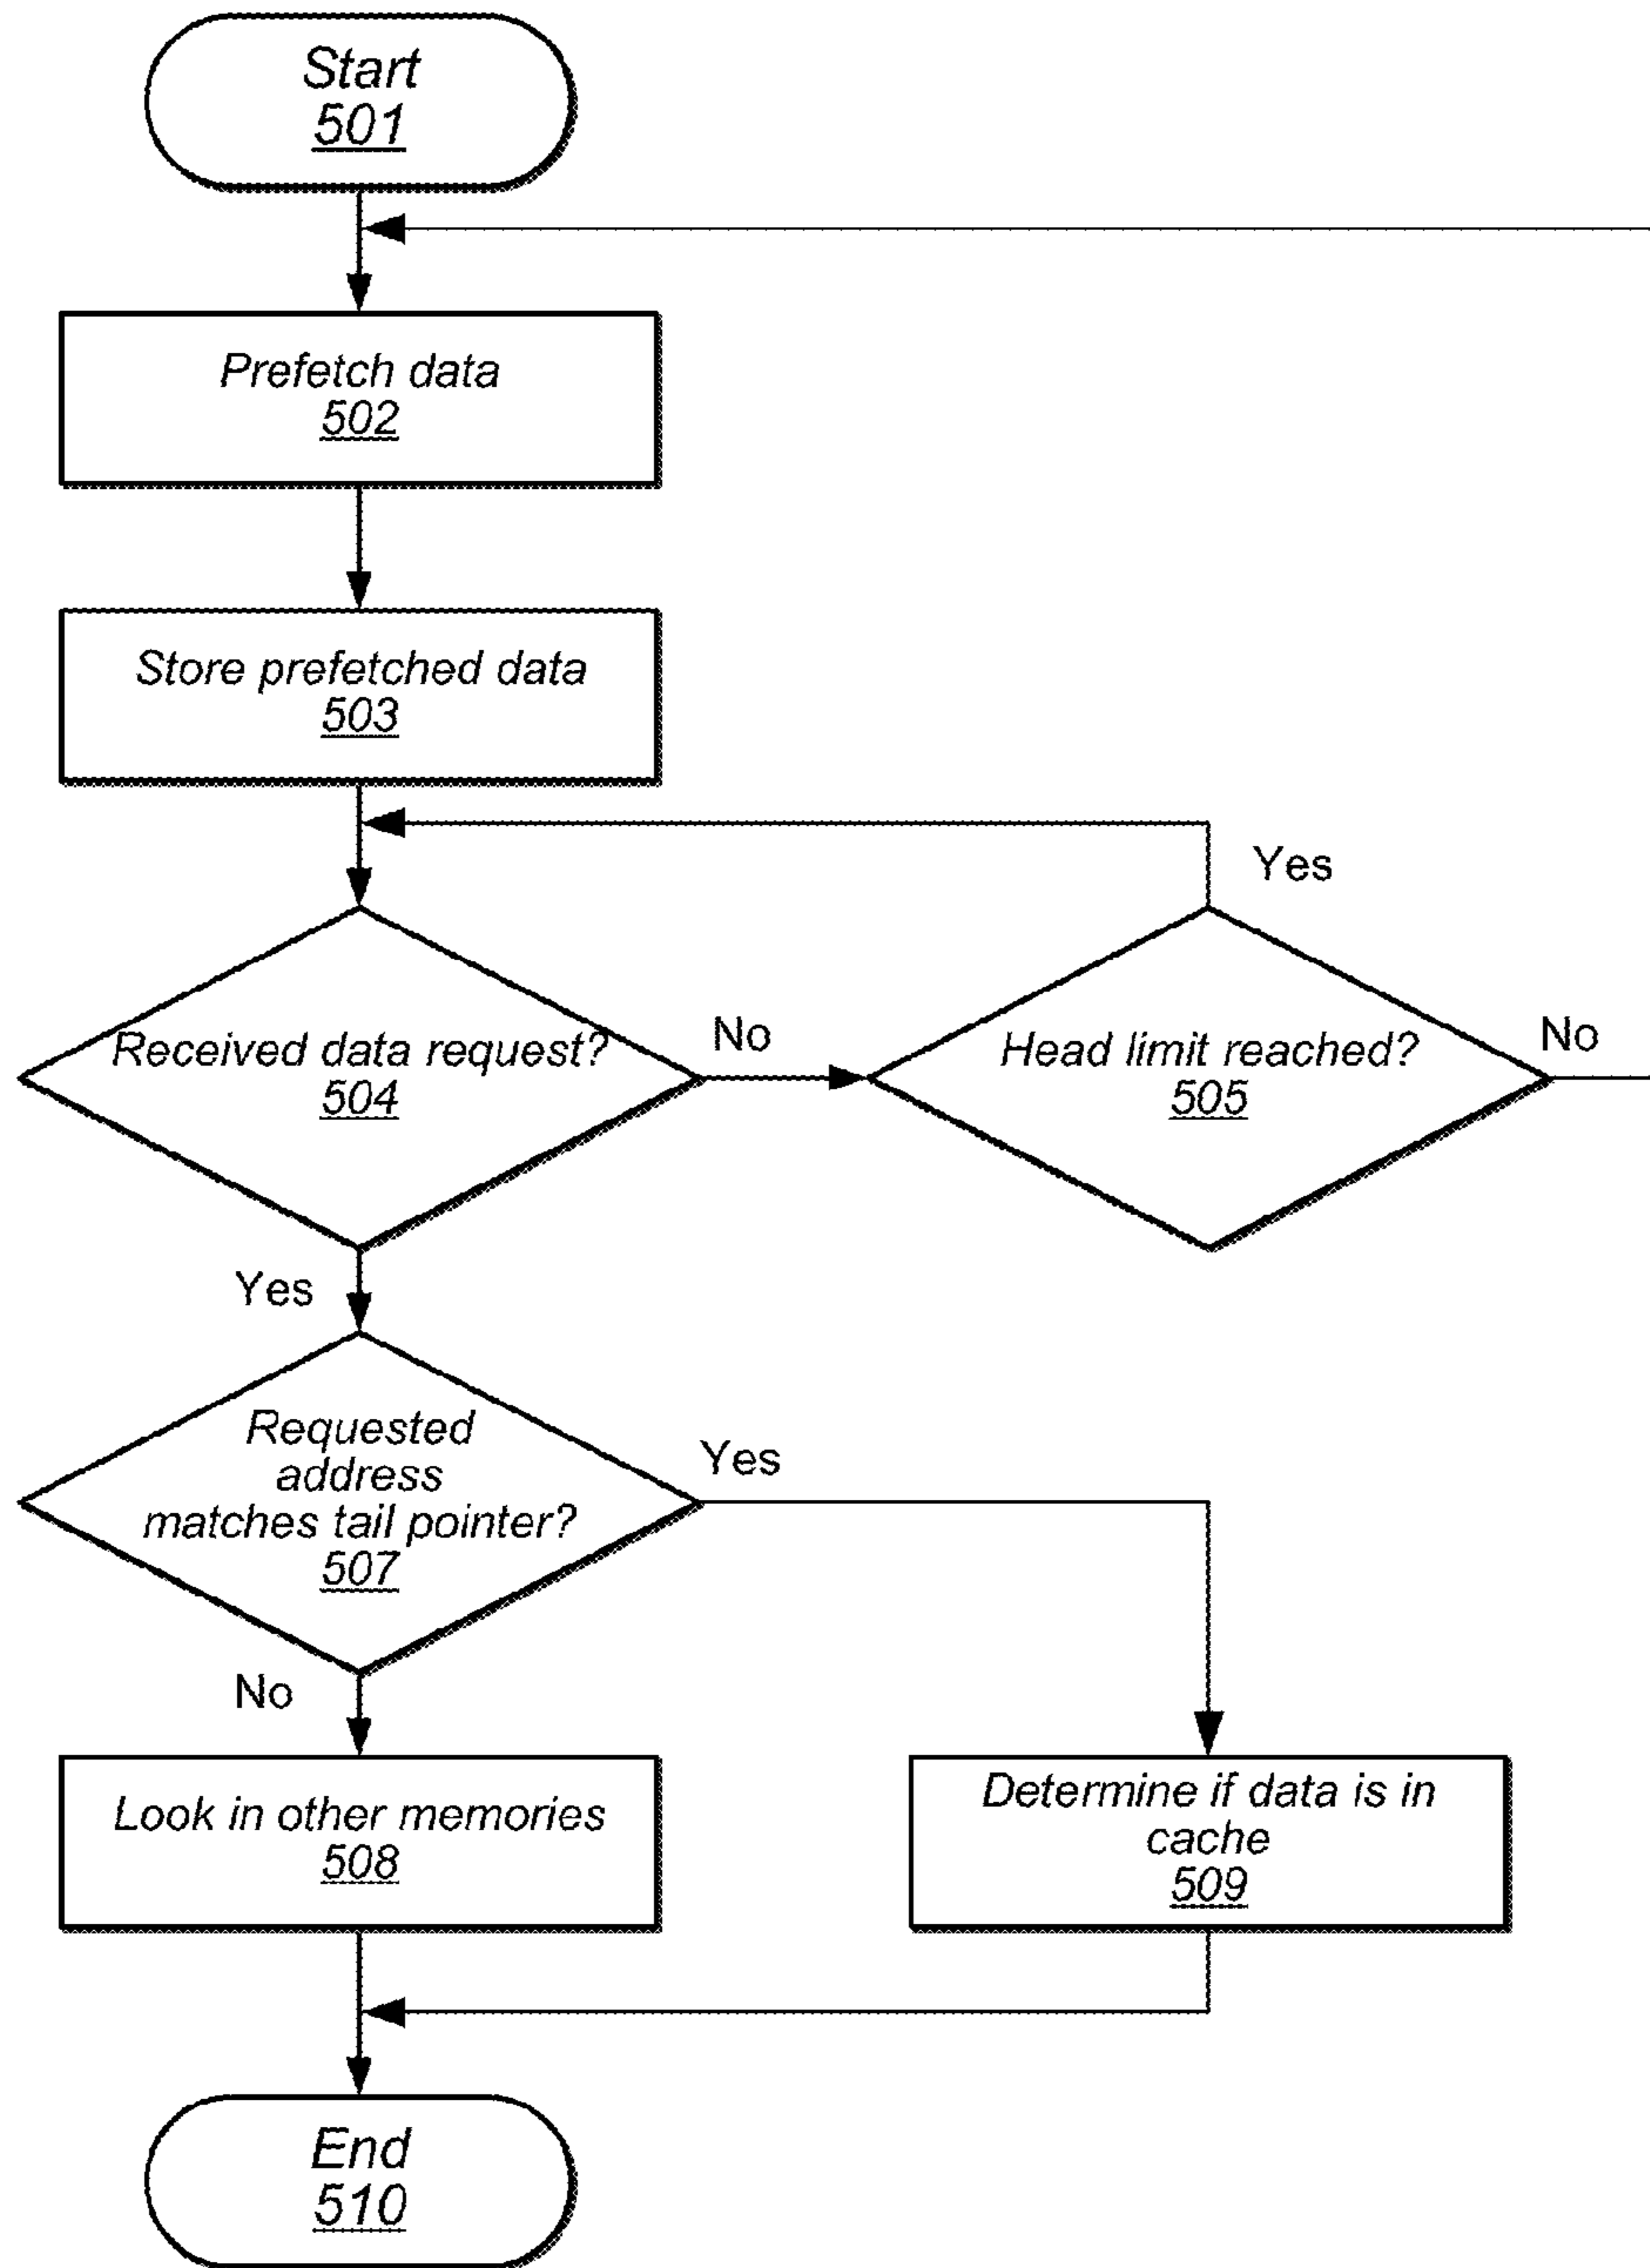 Start
501
Prefetch data
502
Store prefetched data
503
Yes
Received data request?
504
No
Head limit reached?
505
No
Yes
Requested
address
matches tail pointer?
507
Yes
No
Look in other memories
508
Determine if data is in
cache
509
End
510